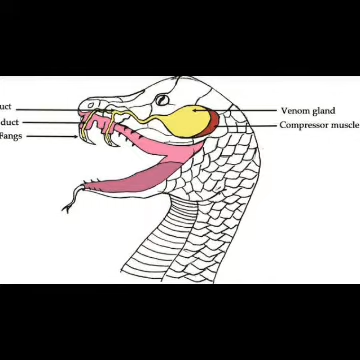 uct
duct
Fangs
Venom gland
Compressor muscle